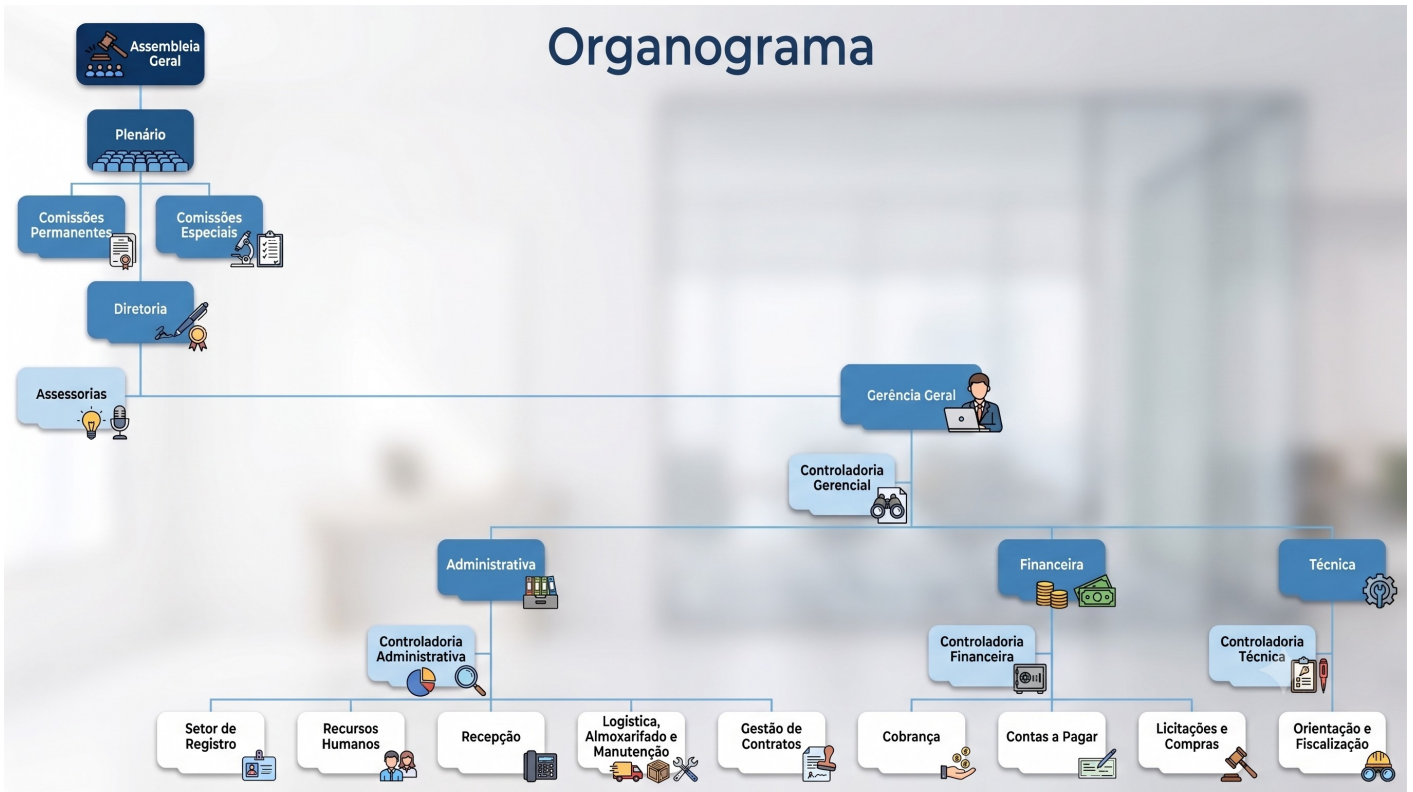 Organograma
Assembleia
Geral
Plenário
Comissões
Permanentes
Comissões
Especiais
Diretoria
Assessorias
Gerência Geral
Controladoria
Gerencial
Administrativa
Financeira
Técnica
Controladoria
Administrativa
Controladoria
Financeira
Controladoria
Técnica
Setor de
Registro
Recursos
Humanos
Recepção
Logistica,
Almoxarifado e
Manutenção
Gestão de
Contratos
Cobrança
Contas a Pagar
Licitações e
Compras
Orientação e
Fiscalização